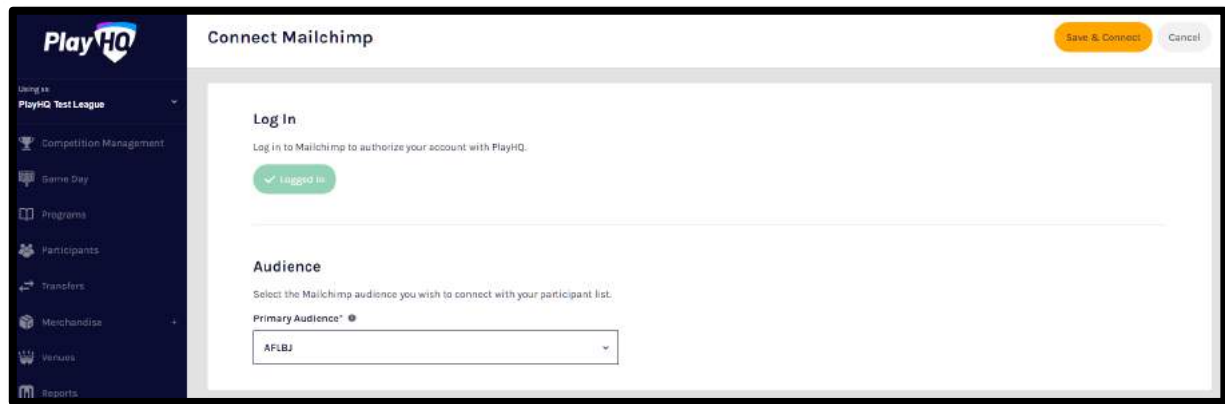 PlayHQ
Connect Mailchimp
Save & Connect
Cancel
Using as
PlayHQ Test League
Competition Management
Game Day
Programs
Participants
Transfers
Merchandise +
Venues
Reports
Log In
Log in to Mailchimp to authorize your account with PlayHQ.
Logged in
Audience
Select the Mailchimp audience you wish to connect with your participant list.
Primary Audience*
AFLBJ